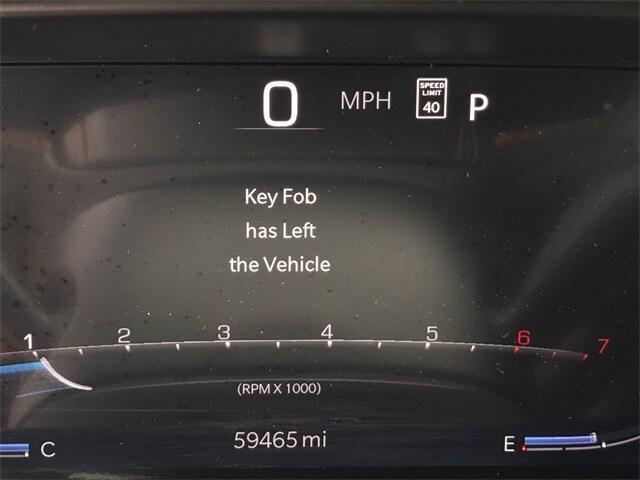 0 MPH SPEED LIMIT 40 P
Key Fob
has Left
the Vehicle
1 2 3 4 5 6 7
(RPM X 1000)
59465 mi
C E